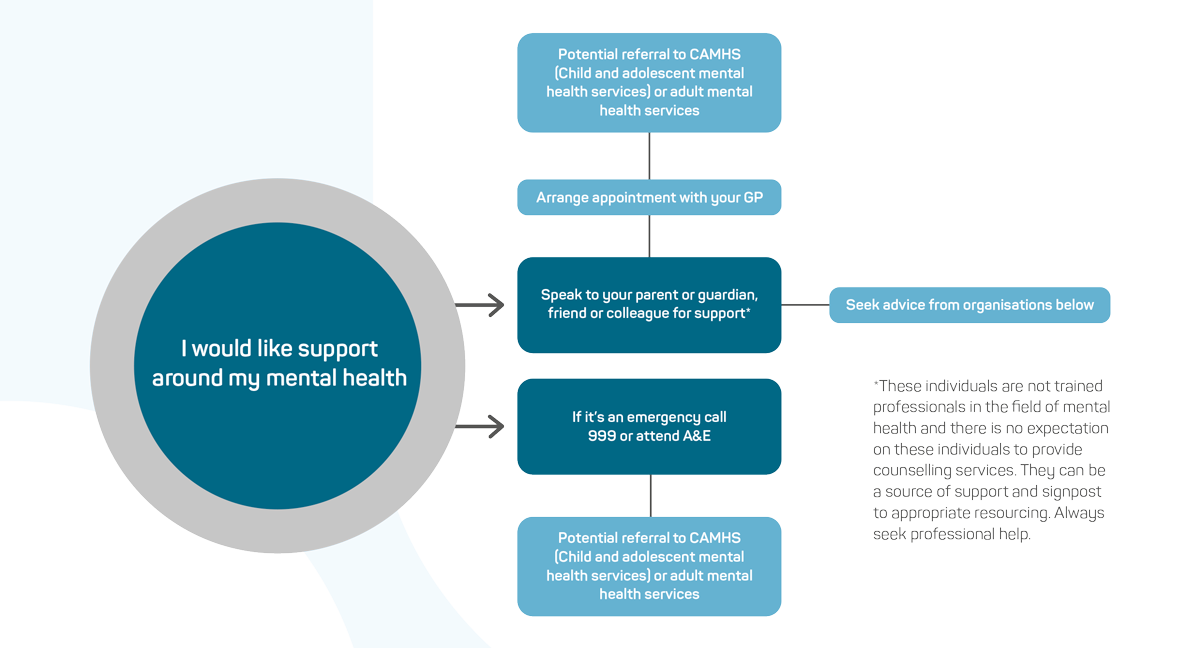 Potential referral to CAMHS
(Child and adolescent mental
health services) or adult mental
health services
Arrange appointment with your GP
Speak to your parent or guardian,
friend or colleague for support*
Seek advice from organisations below
I would like support
around my mental health
If it's an emergency call
999 or attend A&E
*These individuals are not trained
professionals in the field of mental
health and there is no expectation
on these individuals to provide
counselling services. They can be
a source of support and signpost
to appropriate resourcing. Always
seek professional help.
Potential referral to CAMHS
(Child and adolescent mental
health services) or adult mental
health services